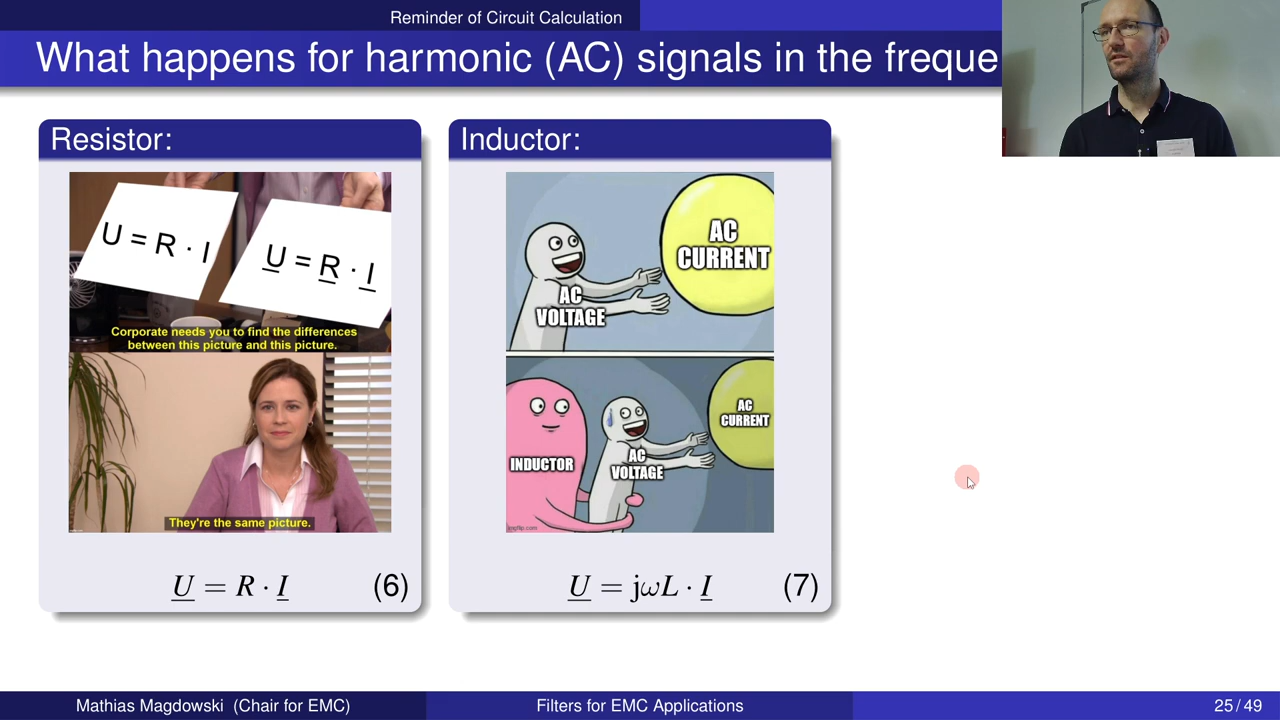 Reminder of Circuit Calculation
What happens for harmonic (AC) signals in the freque
Resistor:
U = R · I
U = R · I
Corporate needs you to find the differences
between this picture and this picture.
They're the same picture.
U = R · I (6)
Inductor:
AC
CURRENT
AC
VOLTAGE
AC
CURRENT
INDUCTOR
AC
VOLTAGE
imgflip.com
U = jωL · I (7)
Mathias Magdowski (Chair for EMC)
Filters for EMC Applications
25 / 49